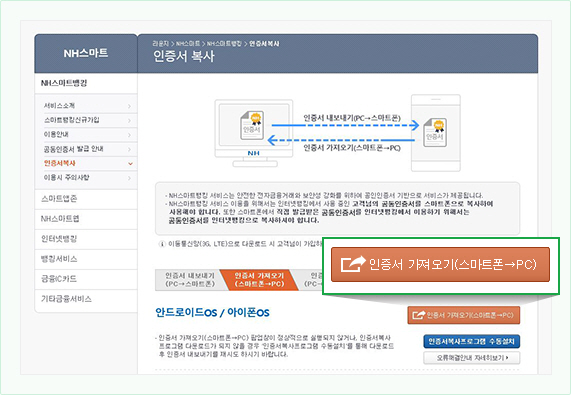 NH스마트
라운지 > NH스마트 > NH스마트뱅킹 > 인증서복사
인증서 복사
NH스마트뱅킹
서비스소개
스마트뱅킹신규가입
이용안내
공동인증서 발급 안내
인증서복사
이용시 주의사항
스마트앱존
NH스마트웹
인터넷뱅킹
뱅킹서비스
금융IC카드
기타금융서비스
인증서
NH
인증서 내보내기(PC→스마트폰)
인증서 가져오기(스마트폰→PC)
인증서
- NH스마트뱅킹 서비스는 안전한 전자금융거래와 보안성 강화를 위하여 공인인증서 기반으로 서비스가 제공됩니다.
- NH스마트뱅킹 서비스 이용을 위해서는 인터넷뱅킹에서 사용 중인 고객님의 공동인증서를 스마트폰으로 복사하여
사용해야 합니다. 또한 스마트폰에서 직접 발급받은 공동인증서를 인터넷뱅킹에서 이용하기 위해서는
공동인증서를 인터넷뱅킹으로 복사하셔야 합니다.
이동통신망(3G, LTE)으로 다운로드 시 고객님이 가입하
인증서 내보내기
(PC→스마트폰)
인증서 가져오기
(스마트폰→PC)
인증서 가져오기(스마트폰→PC)
안드로이드OS / 아이폰OS
인증서 가져오기(스마트폰→PC)
- 인증서 가져오기(스마트폰→PC) 팝업창이 정상적으로 실행되지 않거나, 인증서복사
프로그램 다운로드가 되지 않을 경우 '인증서복사프로그램 수동설치'를 통해 다운로드
후 인증서 내보내기를 재시도 하시기 바랍니다.
인증서복사프로그램 수동설치
오류해결안내 자세히보기